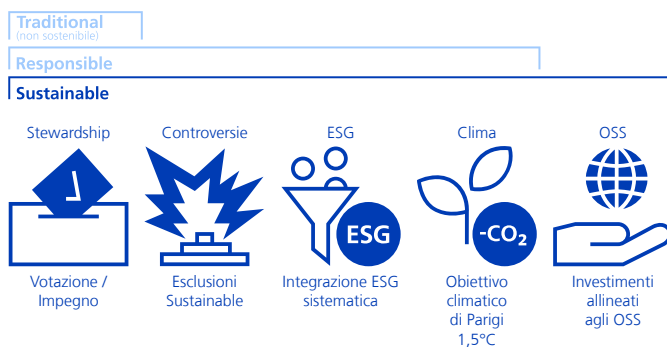 Traditional
(non sostenibile)
Responsible
Sustainable
Stewardship
Controversie
ESG
Clima
OSS
ESG
-CO₂
Votazione /
Impegno
Esclusioni
Sustainable
Integrazione ESG
sistematica
Obiettivo
climatico
di Parigi
1,5°C
Investimenti
allineati
agli OSS